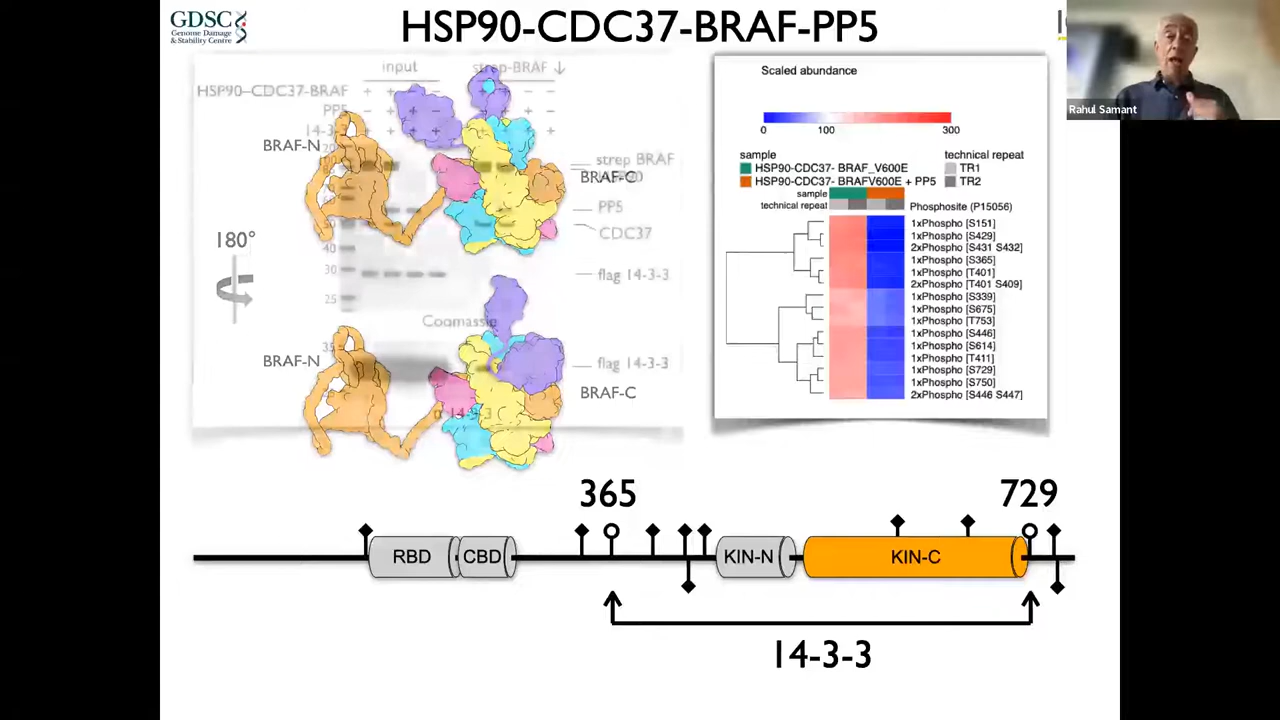 GDSC
Genome Damage
& Stability Centre
HSP90-CDC37-BRAF-PP5
Rahul Samant
input
strep-BRAF ↓
HSP90–CDC37-BRAF
PP5
14-3-3
BRAF-N
strep BRAF
BRAF-C
PP5
CDC37
180°
40
30
25
flag 14-3-3
Coomassie
35
BRAF-N
flag 14-3-3
BRAF-C
Scaled abundance
0 100 300
sample
technical repeat
HSP90-CDC37- BRAF_V600E
TR1
HSP90-CDC37- BRAFV600E + PP5
TR2
sample
technical repeat
Phosphosite (P15056)
1xPhospho [S151]
1xPhospho [S429]
2xPhospho [S431 S432]
1xPhospho [S365]
1xPhospho [T401]
2xPhospho [T401 S409]
1xPhospho [S339]
1xPhospho [S675]
1xPhospho [T753]
1xPhospho [S446]
1xPhospho [S614]
1xPhospho [T411]
1xPhospho [S729]
1xPhospho [S750]
2xPhospho [S446 S447]
365
729
RBD
CBD
KIN-N
KIN-C
14-3-3